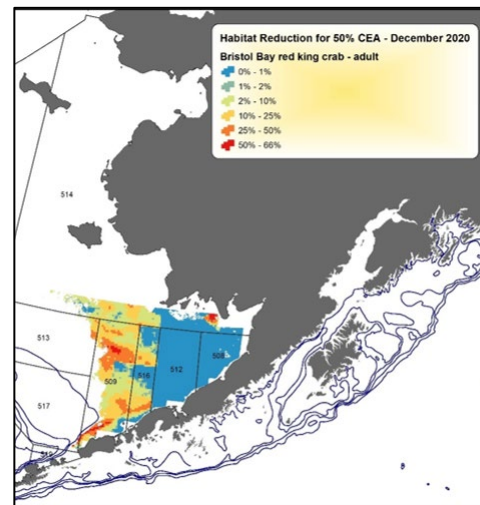 Habitat Reduction for 50% CEA - December 2020
Bristol Bay red king crab - adult
0% - 1%
1% - 2%
2% - 10%
10% - 25%
25% - 50%
50% - 66%
514
513
509
516
512
508
517